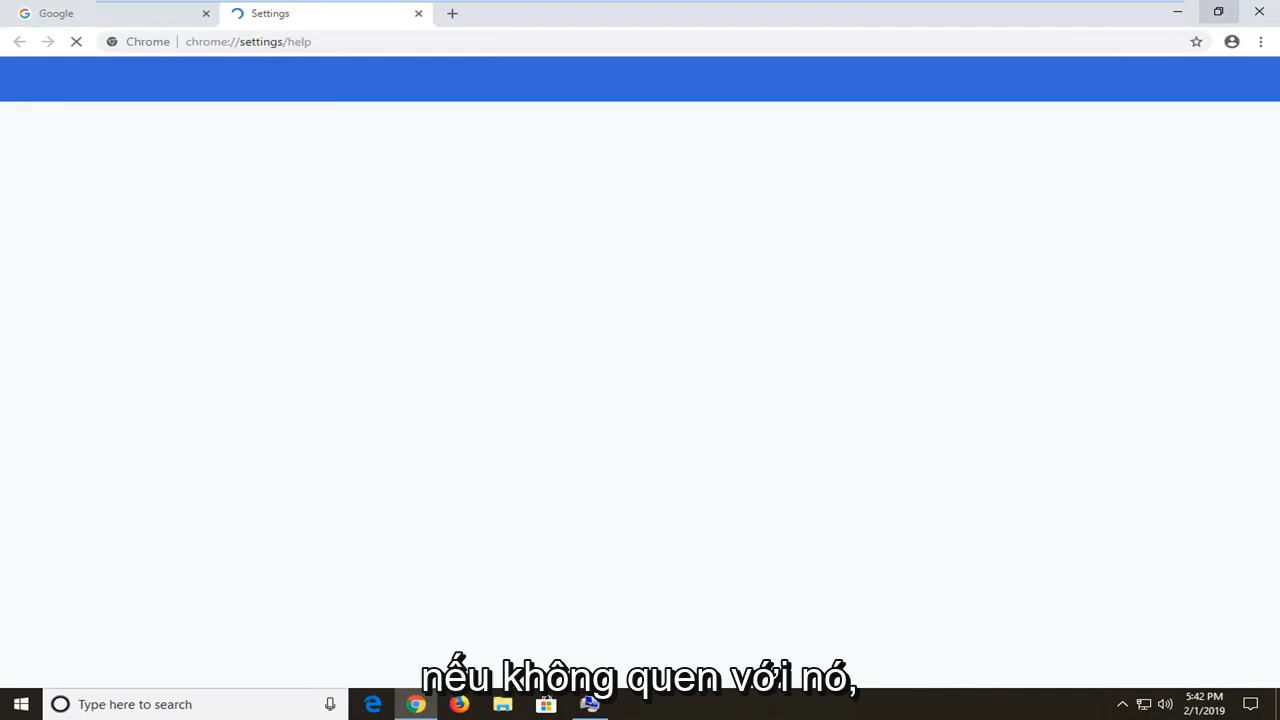 Google
Settings
Chrome
chrome://settings/help
nếu không quen với nó,
Type here to search
5:42 PM
2/1/2019